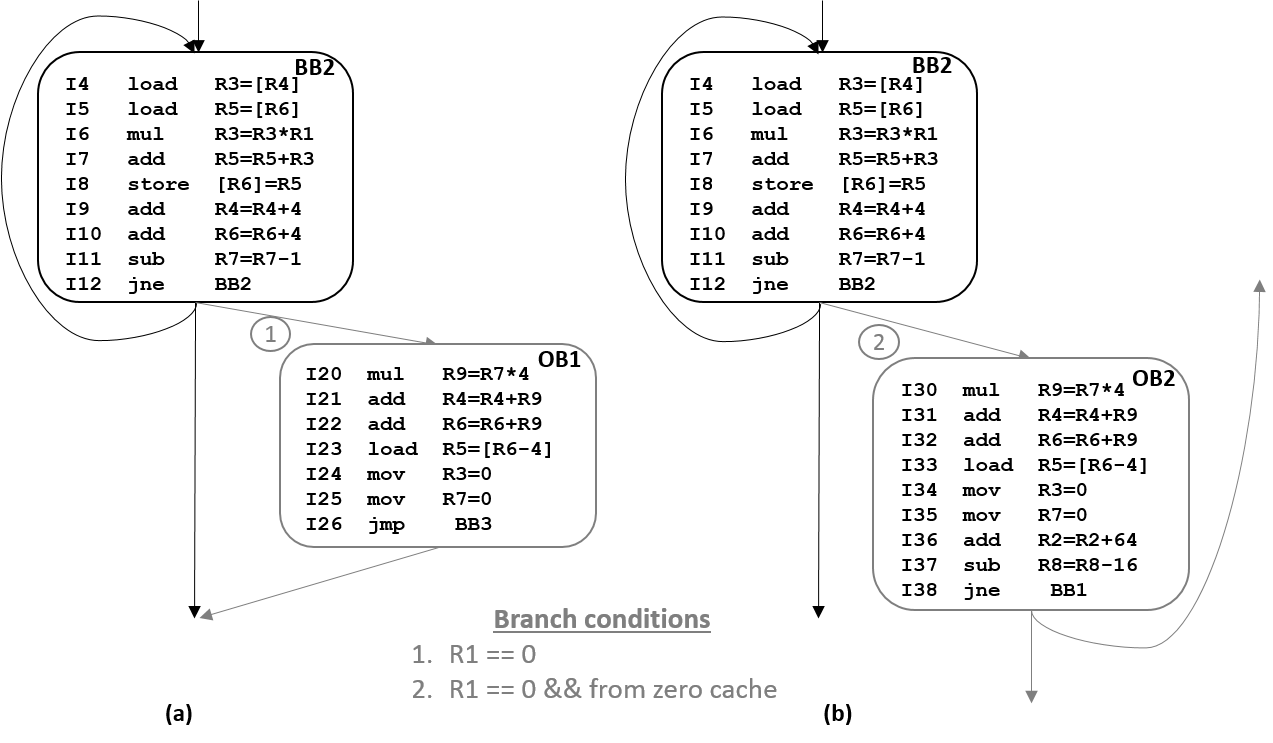 BB2
I4 load R3=[R4]
I5 load R5=[R6]
I6 mul R3=R3*R1
I7 add R5=R5+R3
I8 store [R6]=R5
I9 add R4=R4+4
I10 add R6=R6+4
I11 sub R7=R7-1
I12 jne BB2
1
OB1
I20 mul R9=R7*4
I21 add R4=R4+R9
I22 add R6=R6+R9
I23 load R5=[R6-4]
I24 mov R3=0
I25 mov R7=0
I26 jmp BB3
(a)
BB2
I4 load R3=[R4]
I5 load R5=[R6]
I6 mul R3=R3*R1
I7 add R5=R5+R3
I8 store [R6]=R5
I9 add R4=R4+4
I10 add R6=R6+4
I11 sub R7=R7-1
I12 jne BB2
2
OB2
I30 mul R9=R7*4
I31 add R4=R4+R9
I32 add R6=R6+R9
I33 load R5=[R6-4]
I34 mov R3=0
I35 mov R7=0
I36 add R2=R2+64
I37 sub R8=R8-16
I38 jne BB1
(b)
Branch conditions
1. R1 == 0
2. R1 == 0 && from zero cache